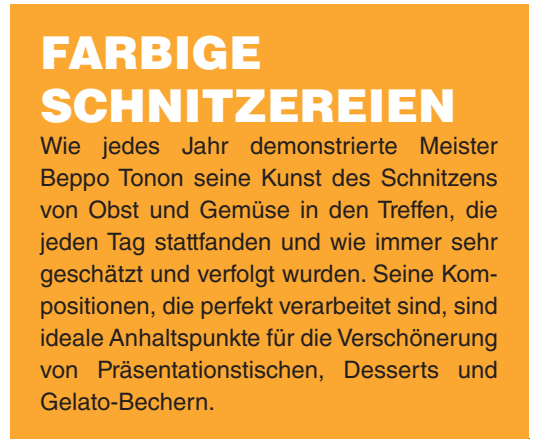 FARBIGE
SCHNITZEREIEN
Wie jedes Jahr demonstrierte Meister
Beppo Tonon seine Kunst des Schnitzens
von Obst und Gemüse in den Treffen, die
jeden Tag stattfanden und wie immer sehr
geschätzt und verfolgt wurden. Seine Kom-
positionen, die perfekt verarbeitet sind, sind
ideale Anhaltspunkte für die Verschönerung
von Präsentationstischen, Desserts und
Gelato-Bechern.